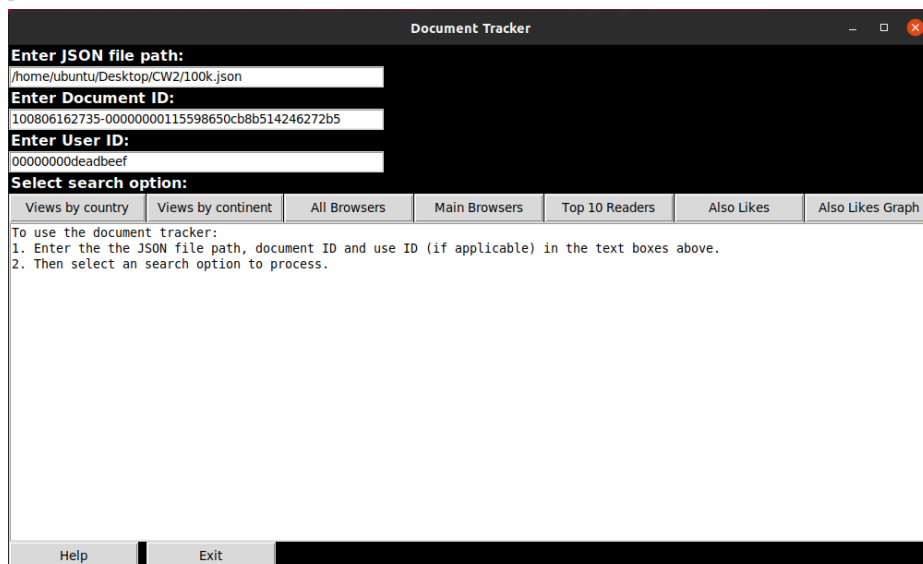 Document Tracker
Enter JSON file path:
/home/ubuntu/Desktop/CW2/100k.json
Enter Document ID:
100806162735-00000000115598650cb8b514246272b5
Enter User ID:
00000000deadbeef
Select search option:
Views by country Views by continent All Browsers Main Browsers Top 10 Readers Also Likes Also Likes Graph
To use the document tracker:
1. Enter the the JSON file path, document ID and use ID (if applicable) in the text boxes above.
2. Then select an search option to process.
Help Exit